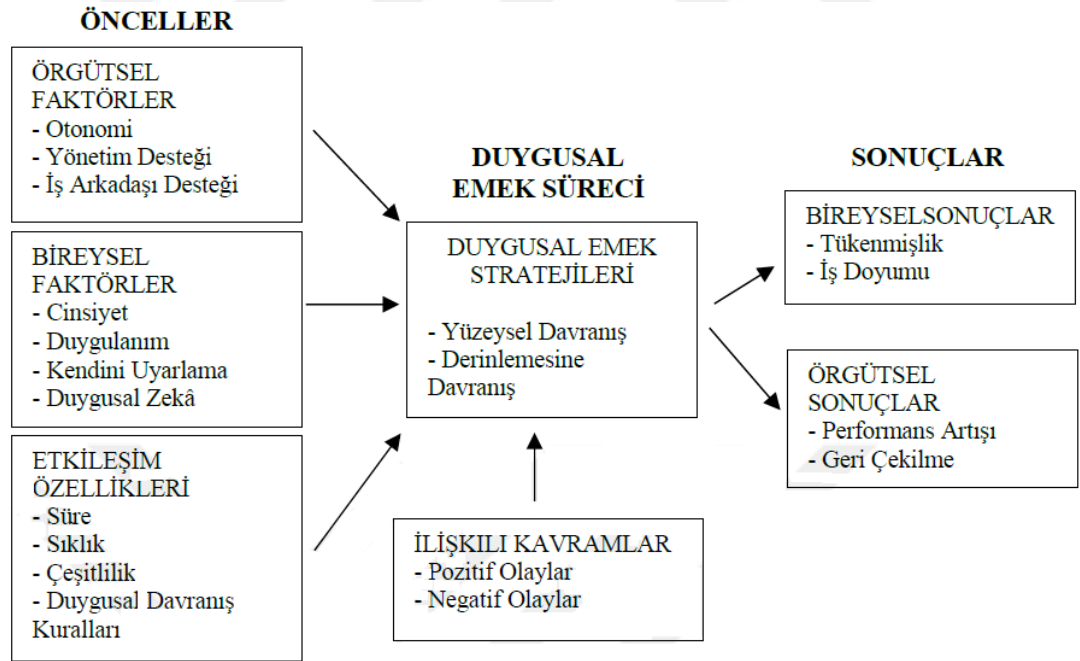 ÖNCELLER
ÖRGÜTSEL
FAKTÖRLER
- Otonomi
- Yönetim Desteği
- İş Arkadaşı Desteği
BİREYSEL
FAKTÖRLER
- Cinsiyet
- Duygulanım
- Kendini Uyarlama
- Duygusal Zekâ
ETKİLEŞİM
ÖZELLİKLERİ
- Süre
- Sıklık
- Çeşitlilik
- Duygusal Davranış
Kuralları
DUYGUSAL
EMEK SÜRECİ
DUYGUSAL EMEK
STRATEJİLERİ
- Yüzeysel Davranış
- Derinlemesine
Davranış
İLİŞKILI KAVRAMLAR
- Pozitif Olaylar
- Negatif Olaylar
SONUÇLAR
BİREYSELSONUÇLAR
- Tükenmişlik
- İş Doyumu
ÖRGÜTSEL
SONUÇLAR
- Performans Artışı
- Geri Çekilme